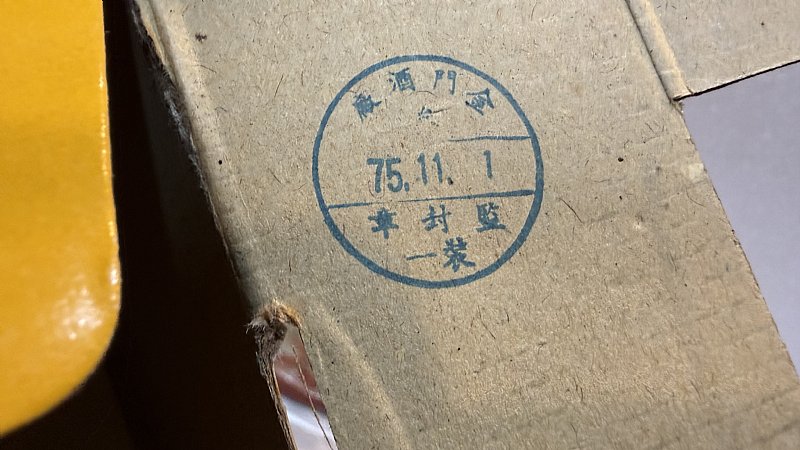 金門酒廠
75.11. 1
監封章
裝一